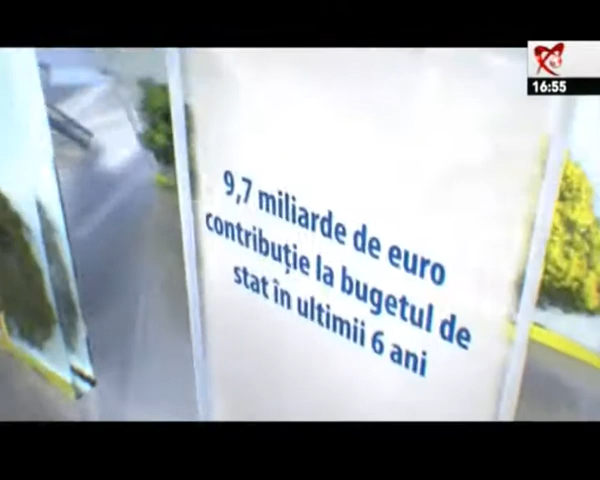 16:55
9,7 miliarde de euro
contribuție la bugetul de
stat în ultimii 6 ani